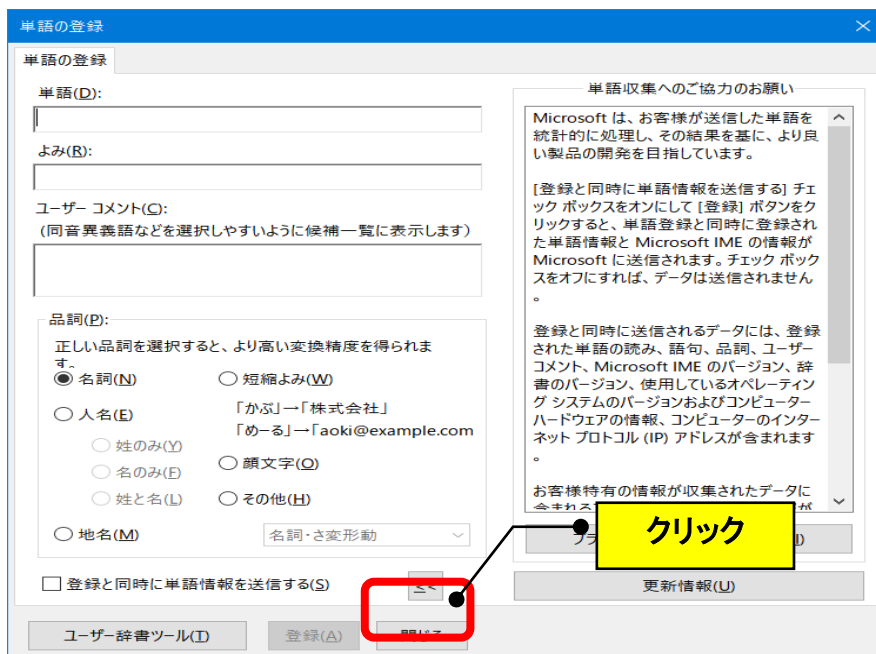 単語の登録
単語の登録
単語(D):
よみ(R):
ユーザー コメント(C):
(同音異義語などを選択しやすいように候補一覧に表示します)
品詞(P):
正しい品詞を選択すると、より高い変換精度を得られま
す。
名詞(N)
短縮よみ(W)
「かぶ」→「株式会社」
「めーる」→「aoki@example.com
人名(E)
姓のみ(Y)
名のみ(F)
姓と名(L)
顔文字(O)
その他(H)
地名(M)
名詞・さ変形動
登録と同時に単語情報を送信する(S)
<<
ユーザー辞書ツール(T)
登録(A)
閉じる
単語収集へのご協力のお願い
Microsoft は、お客様が送信した単語を
統計的に処理し、その結果を基に、より良
い製品の開発を目指しています。
[登録と同時に単語情報を送信する] チェ
ック ボックスをオンにして [登録] ボタンをク
リックすると、単語登録と同時に登録され
た単語情報と Microsoft IME の情報が
Microsoft に送信されます。チェック ボック
スをオフにすれば、データは送信されません
。
登録と同時に送信されるデータには、登録
された単語の読み、語句、品詞、ユーザー
コメント、Microsoft IME のバージョン、辞
書のバージョン、使用しているオペレーティン
グ システムのバージョンおよびコンピューター
ハードウェアの情報、コンピューターのインター
ネット プロトコル (IP) アドレスが含まれます
。
お客様特有の情報が収集されたデータに
クリック
更新情報(U)